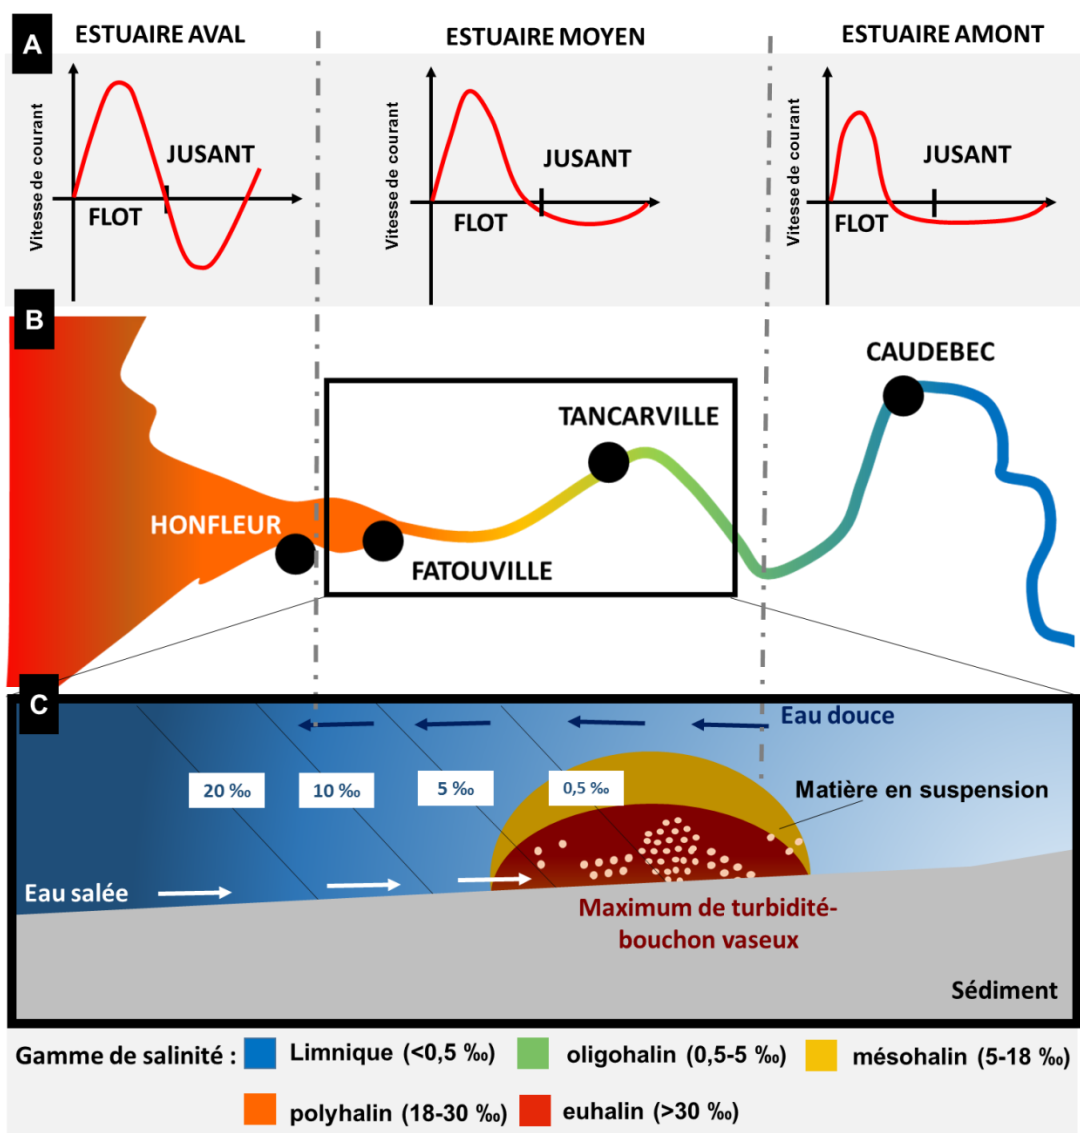 A
ESTUAIRE AVAL
ESTUAIRE MOYEN
ESTUAIRE AMONT
Vitesse de courant
JUSANT
FLOT
Vitesse de courant
JUSANT
FLOT
Vitesse de courant
JUSANT
FLOT
B
CAUDEBEC
TANCARVILLE
HONFLEUR
FATOUVILLE
C
Eau douce
20 ‰
10 ‰
5 ‰
0,5 ‰
Matière en suspension
Eau salée
Maximum de turbidité-
bouchon vaseux
Sédiment
Gamme de salinité :
Limnique (<0,5 ‰)
oligohalin (0,5-5 ‰)
mésohalin (5-18 ‰)
polyhalin (18-30 ‰)
euhalin (>30 ‰)